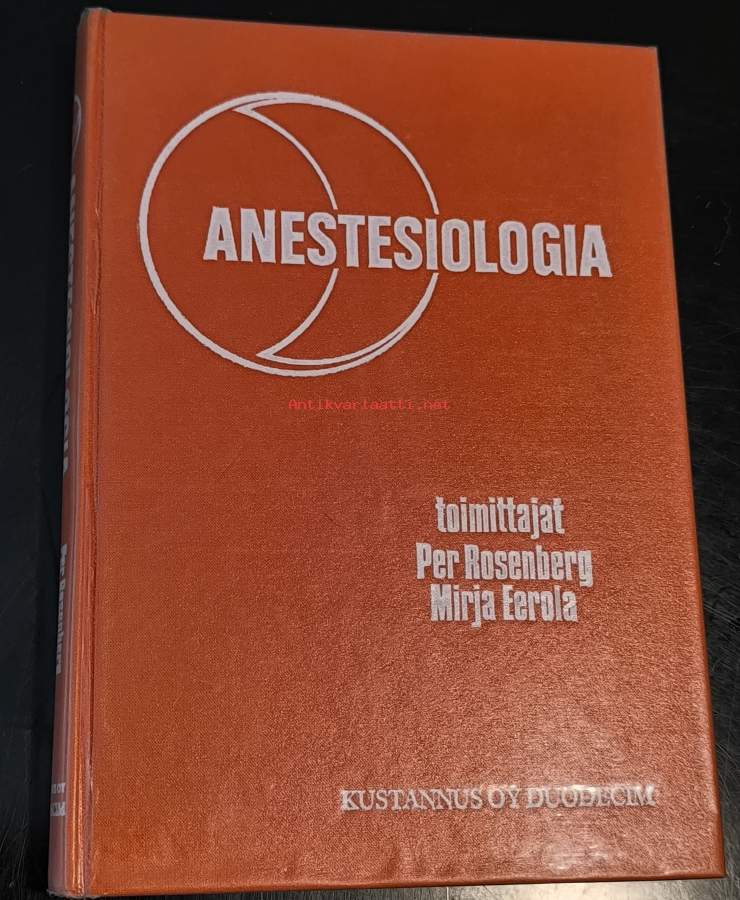 ANESTESIOLOGIA
Antikvariaatti.net
toimittajat
Per Rosenberg
Mirja Eerola
KUSTANNUS OY DUODECIM